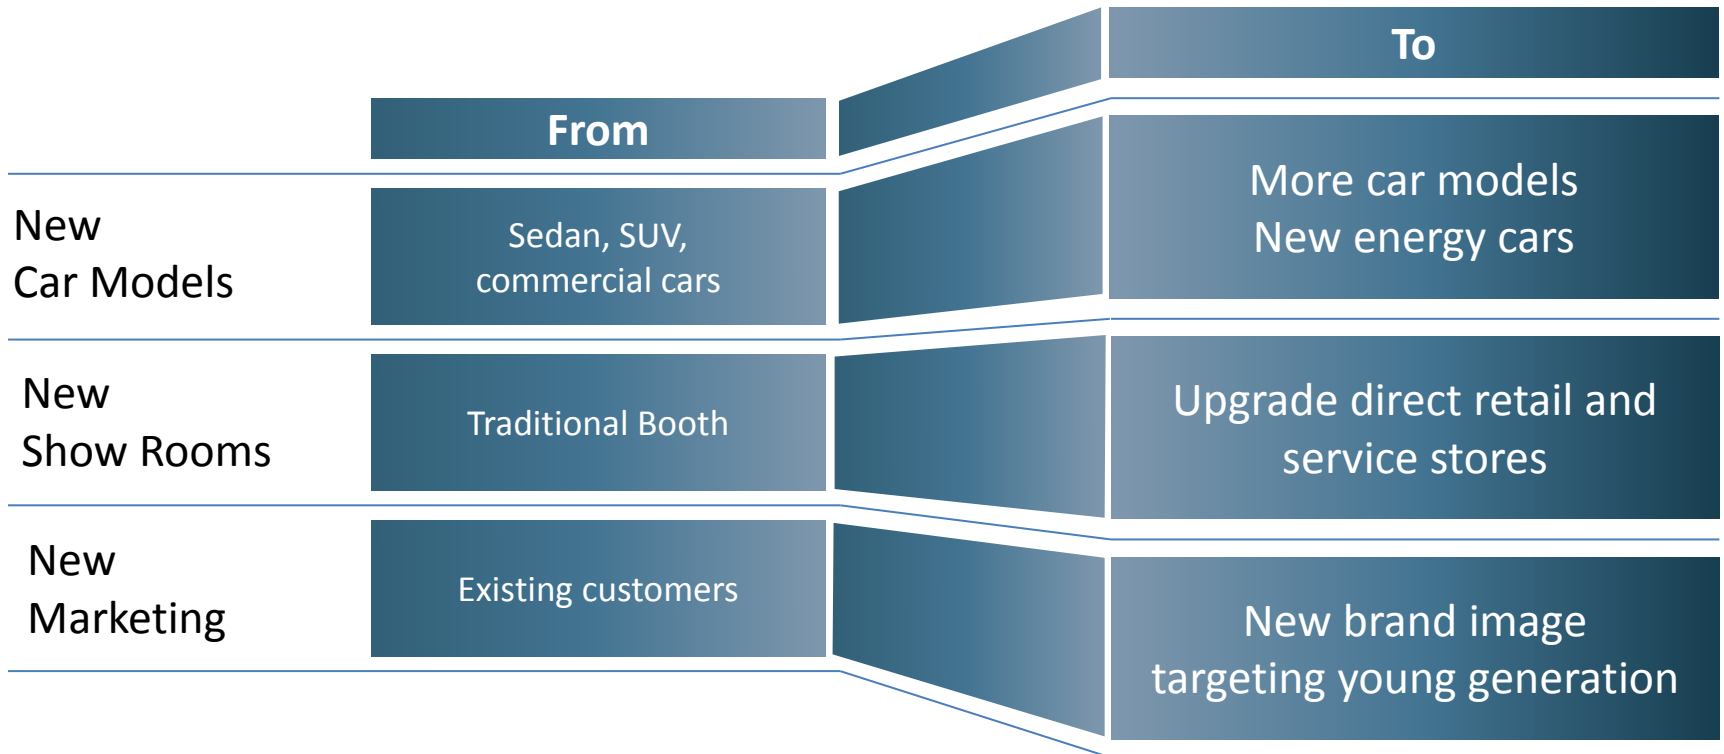 From
To
New
Car Models
Sedan, SUV,
commercial cars
More car models
New energy cars
New
Show Rooms
Traditional Booth
Upgrade direct retail and
service stores
New
Marketing
Existing customers
New brand image
targeting young generation